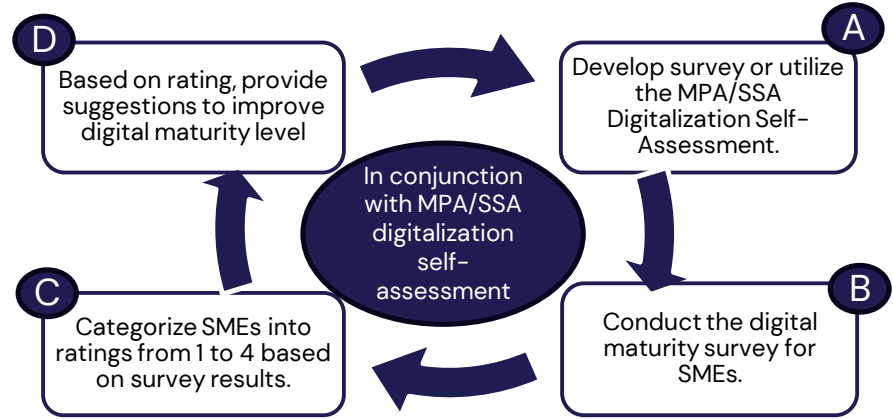 D
Based on rating, provide
suggestions to improve
digital maturity level
A
Develop survey or utilize
the MPA/SSA
Digitalization Self-
Assessment.
In conjunction
with MPA/SSA
digitalization
self-
assessment
C
Categorize SMEs into
ratings from 1 to 4 based
on survey results.
B
Conduct the digital
maturity survey for
SMEs.